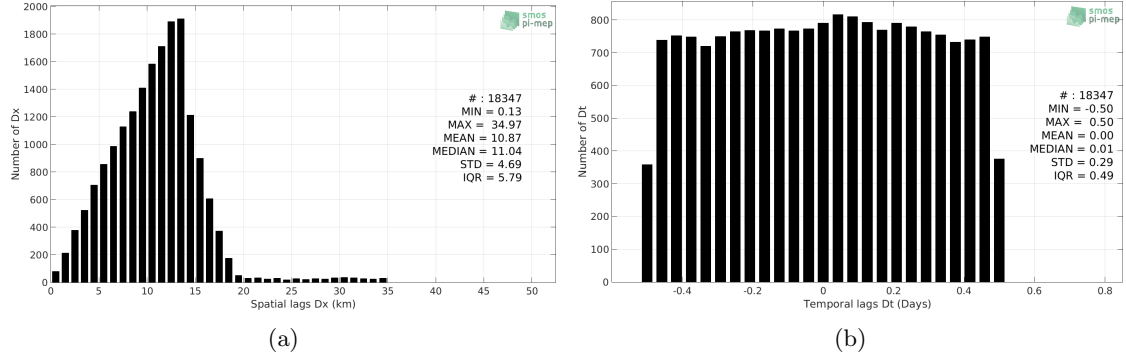 2000
1800
1600
1400
1200
1000
800
600
400
200
0
Number of Dx
0 5 10 15 20 25 30 35 40 45 50
Spatial lags Dx (km)
smos
pi-mep
# : 18347
MIN = 0.13
MAX = 34.97
MEAN = 10.87
MEDIAN = 11.04
STD = 4.69
IQR = 5.79
(a)
800
700
600
500
400
300
200
100
0
Number of Dt
-0.4 -0.2 0 0.2 0.4 0.6 0.8
Temporal lags Dt (Days)
smos
pi-mep
# : 18347
MIN = -0.50
MAX = 0.50
MEAN = 0.00
MEDIAN = 0.01
STD = 0.29
IQR = 0.49
(b)